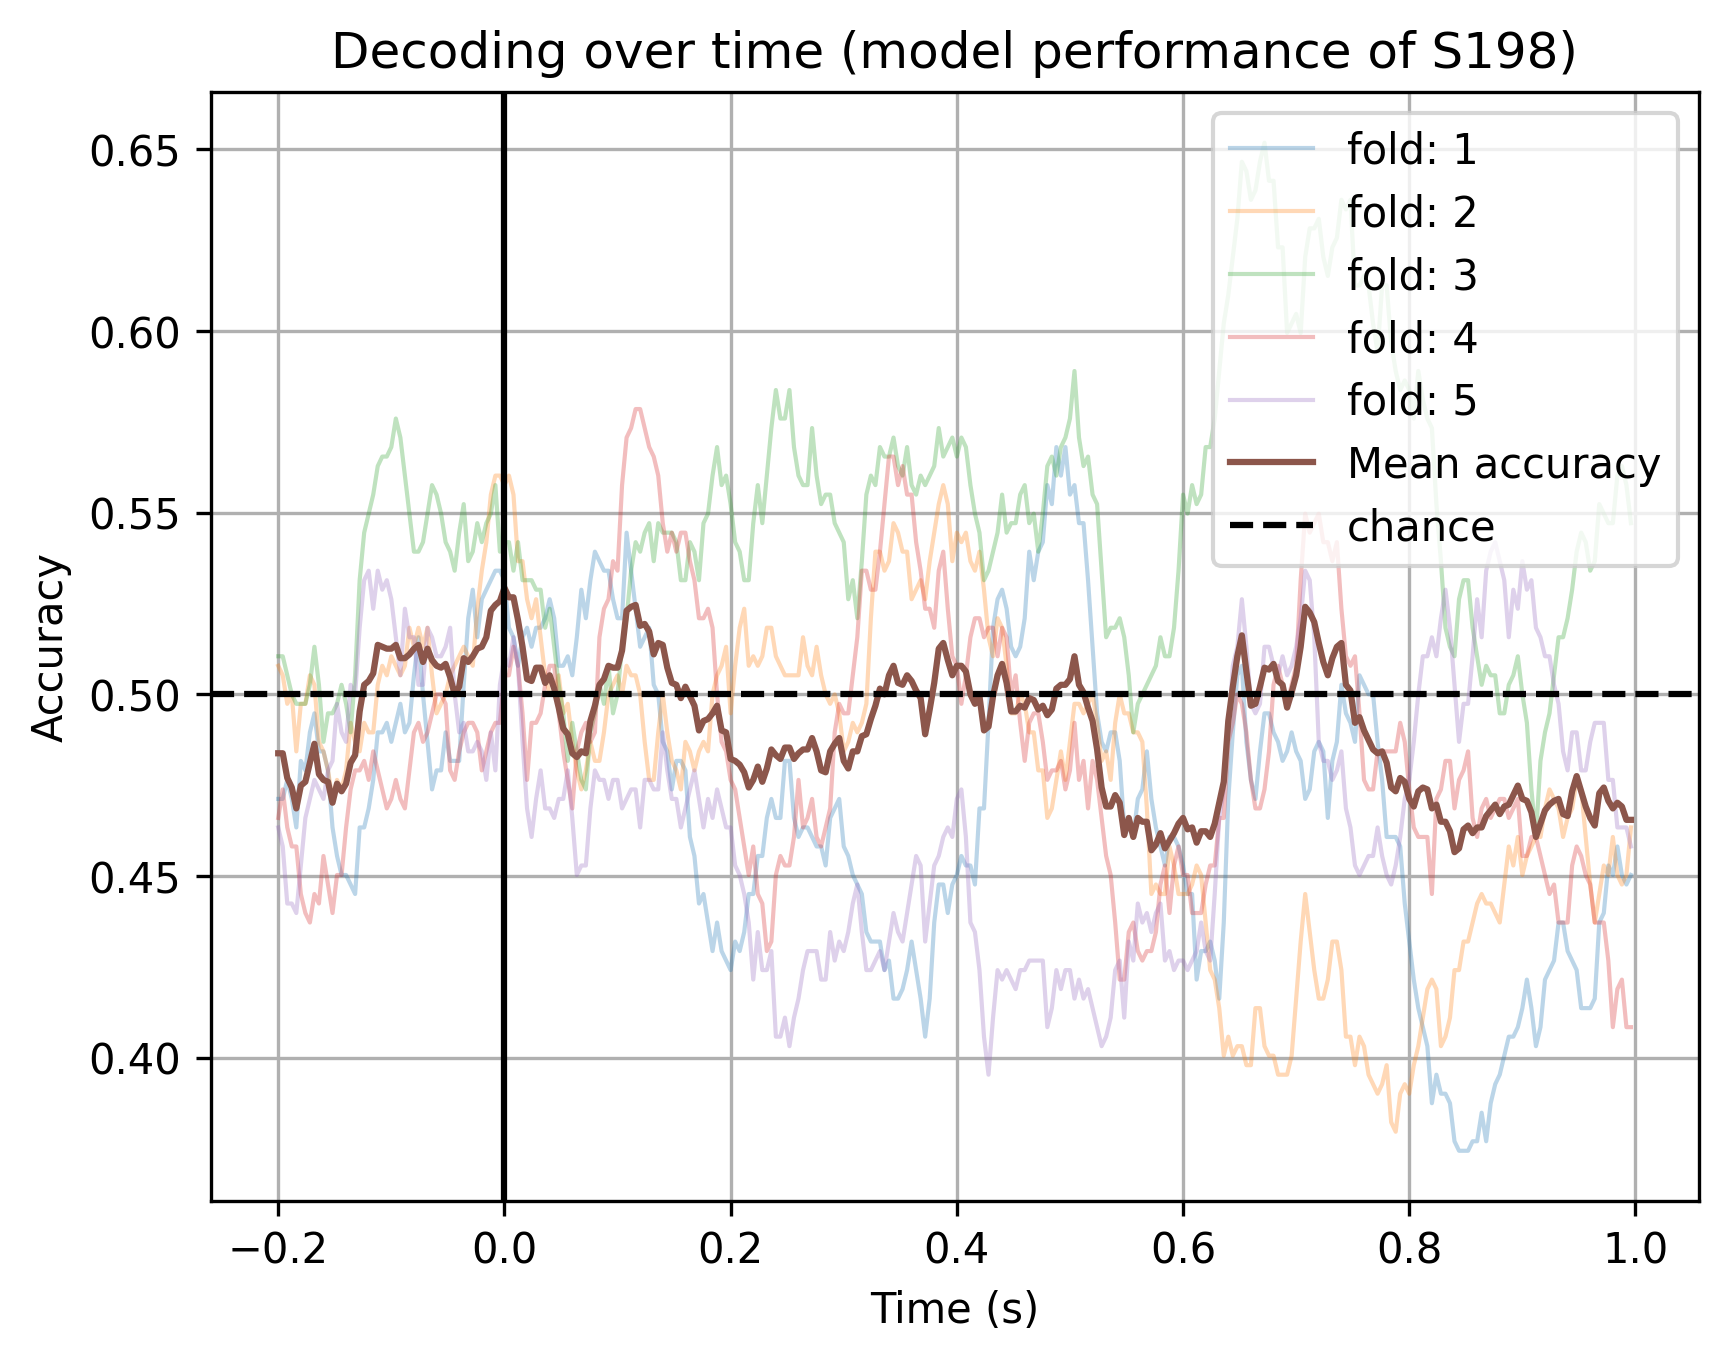 Decoding over time (model performance of S198)
0.65
0.60
0.55
0.50
0.45
0.40
Accuracy
fold: 1
fold: 2
fold: 3
fold: 4
fold: 5
Mean accuracy
chance
−0.2
0.0
0.2
0.4
0.6
0.8
1.0
Time (s)